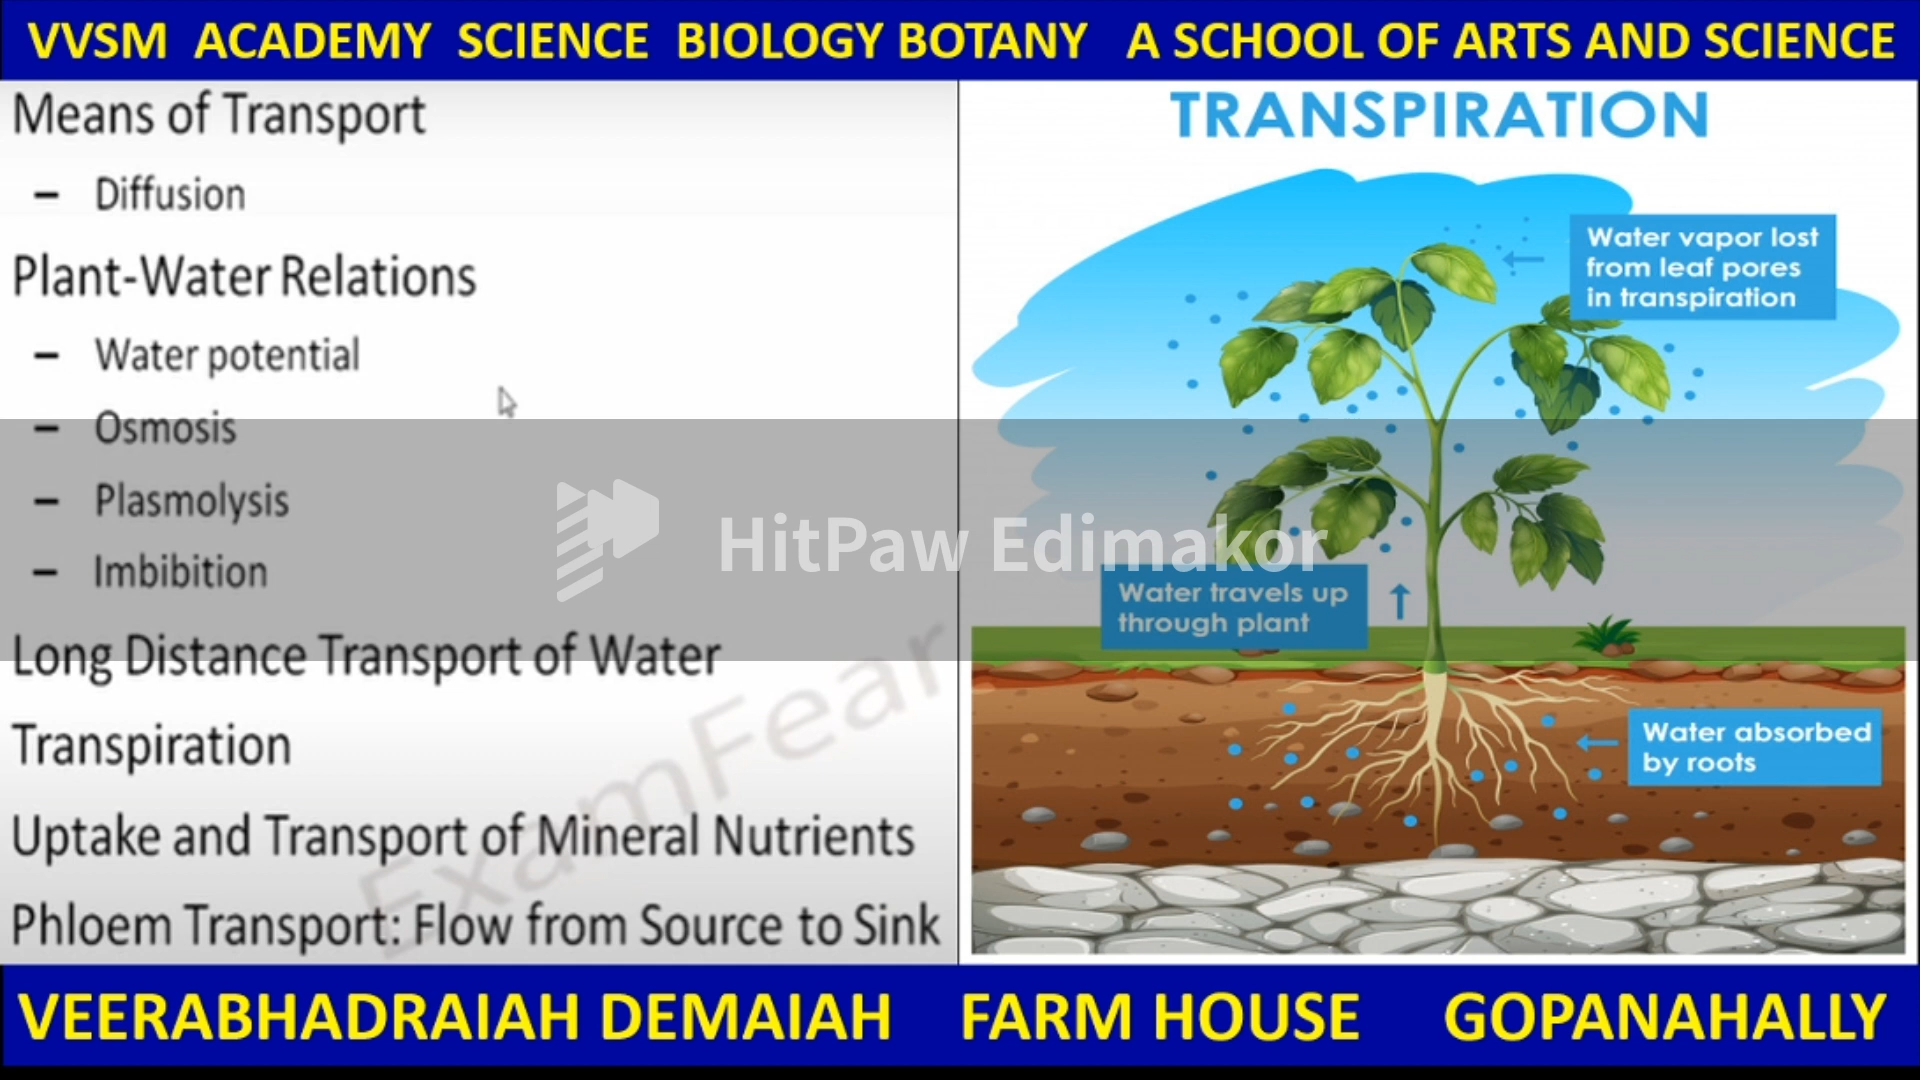 VVSM ACADEMY SCIENCE BIOLOGY BOTANY A SCHOOL OF ARTS AND SCIENCE
Means of Transport
– Diffusion
Plant-Water Relations
– Water potential
– Osmosis
– Plasmolysis
– Imbibition
Long Distance Transport of Water
Transpiration
Uptake and Transport of Mineral Nutrients
Phloem Transport: Flow from Source to Sink
ExamFear
HitPaw Edimakor
TRANSPIRATION
Water vapor lost
from leaf pores
in transpiration
Water travels up
through plant
Water absorbed
by roots
VEERABHADRAIAH DEMAIAH FARM HOUSE GOPANAHALLY